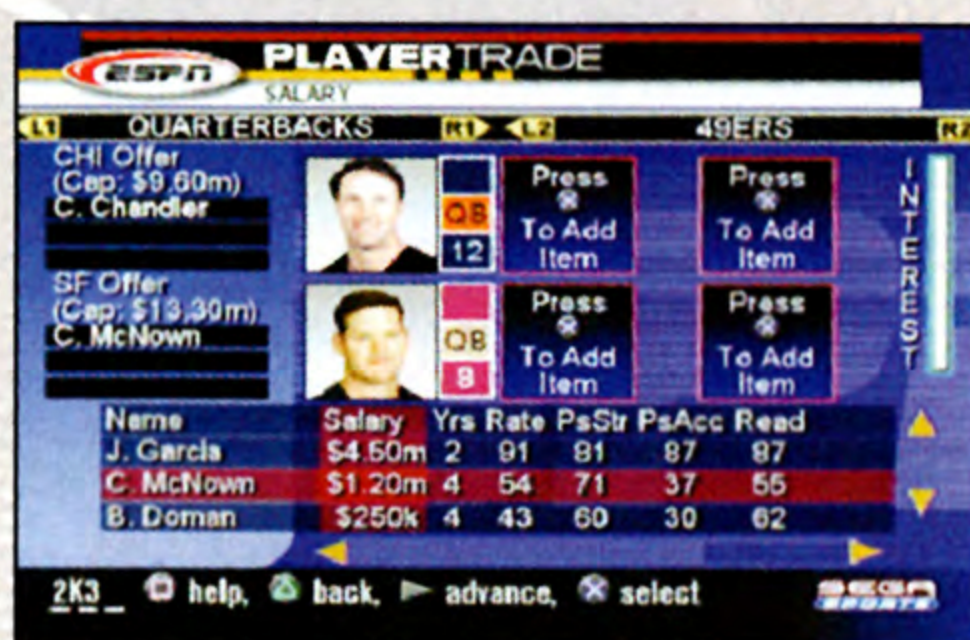 ESPN
PLAYER TRADE
SALARY
L1 QUARTERBACKS R1 L2 49ERS R2
CHI Offer
(Cap: $9.60m)
C. Chandler
QB
12
Press
To Add
Item
Press
To Add
Item
INTEREST
SF Offer
(Cap: $13.30m)
C. McNown
QB
8
Press
To Add
Item
Press
To Add
Item
Name Salary Yrs Rate PsStr PsAcc Read
J. Garcia $4.50m 2 91 81 87 87
C. McNown $1.20m 4 54 71 37 55
B. Doman $250k 4 43 60 30 62
2K3 help, back, advance, select
SEGA
SPORTS